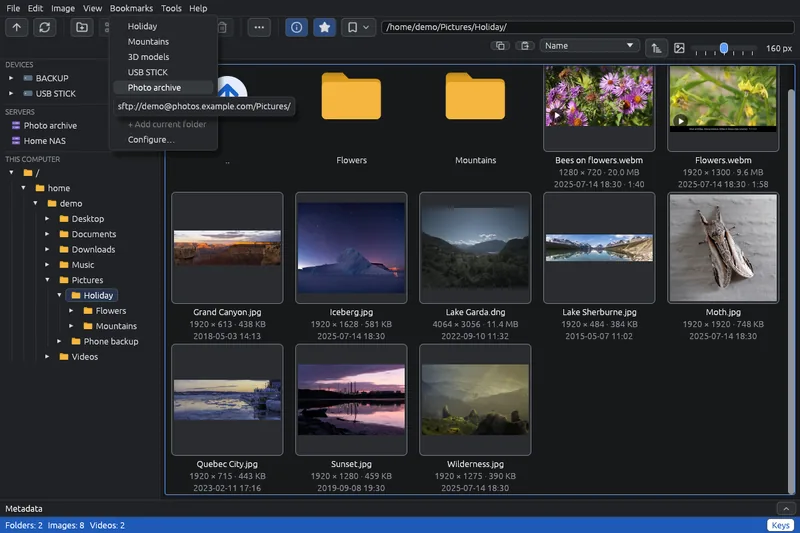 File Edit Image View Bookmarks Tools Help
/home/demo/Pictures/Holiday/
Holiday
Mountains
3D models
USB STICK
Photo archive
sftp://demo@photos.example.com/Pictures/
+ Add current folder
Configure...
Name
160 px
DEVICES
BACKUP
USB STICK
SERVERS
Photo archive
Home NAS
THIS COMPUTER
/
home
demo
Desktop
Documents
Downloads
Music
Pictures
Holiday
Flowers
Mountains
Phone backup
Videos
..
Flowers
Mountains
Bees on flowers.webm
1280 × 720 · 20.0 MB
2025-07-14 18:30 · 1:40
Flowers.webm
1920 × 1300 · 9.6 MB
2025-07-14 18:30 · 1:58
Grand Canyon.jpg
1920 × 613 · 438 KB
2018-05-03 14:13
Iceberg.jpg
1920 × 1628 · 581 KB
2025-07-14 18:30
Lake Garda.dng
4064 × 3056 · 11.4 MB
2022-09-10 11:32
Lake Sherburne.jpg
1920 × 484 · 384 KB
2015-05-07 11:02
Moth.jpg
1920 × 1920 · 748 KB
2025-07-14 18:30
Quebec City.jpg
1920 × 715 · 443 KB
2023-02-11 17:16
Sunset.jpg
1920 × 1280 · 459 KB
2019-09-08 19:30
Wilderness.jpg
1920 × 1275 · 390 KB
2025-07-14 18:30
Metadata
Folders: 2 Images: 8 Videos: 2
Keys